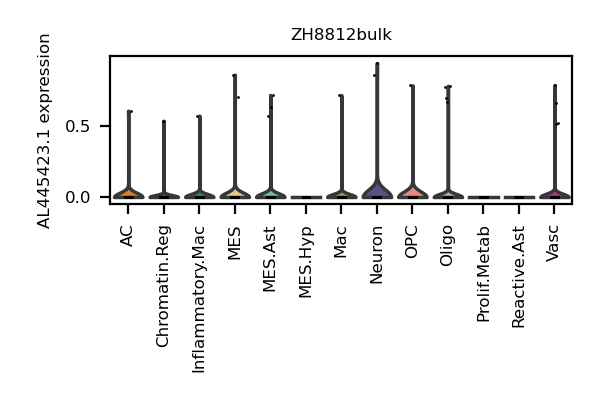 ZH8812bulk
AL445423.1 expression
0.5
0.0
AC
Chromatin.Reg
Inflammatory.Mac
MES
MES.Ast
MES.Hyp
Mac
Neuron
OPC
Oligo
Prolif.Metab
Reactive.Ast
Vasc